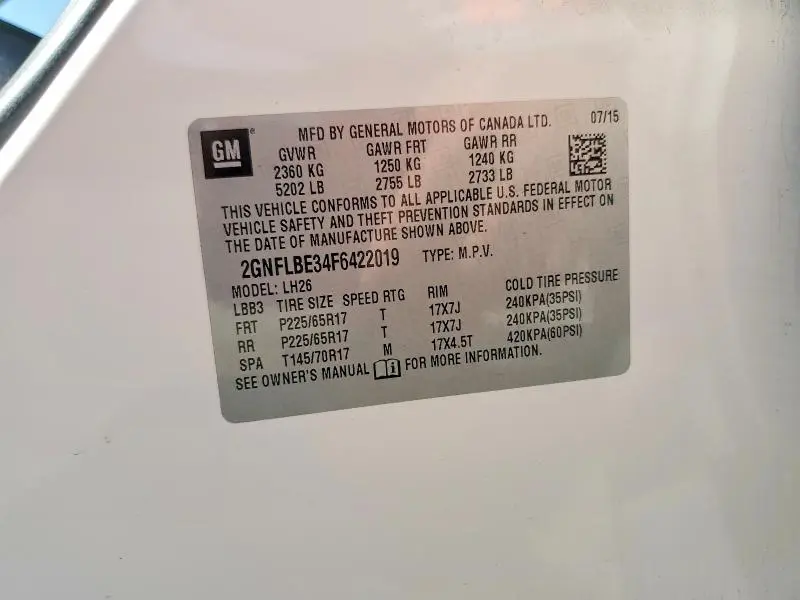 GM
MFD BY GENERAL MOTORS OF CANADA LTD. 07/15
GVWR GAWR FRT GAWR RR
2360 KG 1250 KG 1240 KG
5202 LB 2755 LB 2733 LB
THIS VEHICLE CONFORMS TO ALL APPLICABLE U.S. FEDERAL MOTOR
VEHICLE SAFETY AND THEFT PREVENTION STANDARDS IN EFFECT ON
THE DATE OF MANUFACTURE SHOWN ABOVE.
2GNFLBE34F6422019 TYPE: M.P.V.
MODEL: LH26
LBB3 TIRE SIZE SPEED RTG RIM COLD TIRE PRESSURE
FRT P225/65R17 T 17X7J 240KPA(35PSI)
RR P225/65R17 T 17X7J 240KPA(35PSI)
SPA T145/70R17 M 17X4.5T 420KPA(60PSI)
SEE OWNER'S MANUAL FOR MORE INFORMATION.